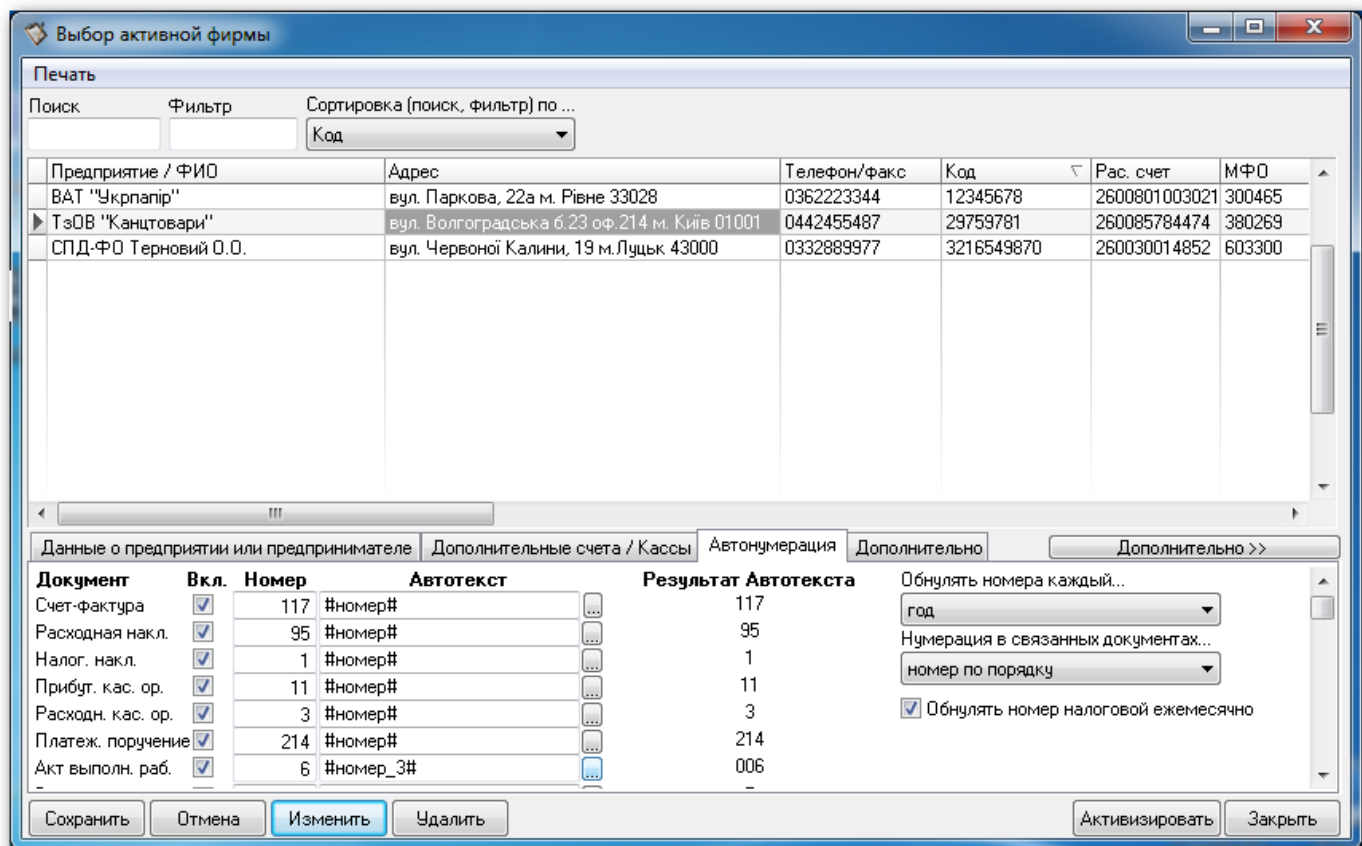 Выбор активной фирмы
Печать
Поиск Фильтр Сортировка (поиск, фильтр) по ...
Код
Предприятие / ФИО Адрес Телефон/факс Код Рас. счет МФО
ВАТ "Укрпапір" вул. Паркова, 22а м. Рівне 33028 0362223344 12345678 2600801003021 300465
ТзОВ "Канцтовари" вул. Волгоградська б.23 оф.214 м. Київ 01001 0442455487 29759781 260085784474 380269
СПД-ФО Терновий О.О. вул. Червоної Калини, 19 м.Луцьк 43000 0332889977 3216549870 260030014852 603300
Данные о предприятии или предпринимателе Дополнительные счета / Кассы Автонумерация Дополнительно Дополнительно >>
Документ Вкл. Номер Автотекст Результат Автотекста Обнулять номера каждый...
Счет-фактура 117 #номер# ... 117 год
Расходная накл. 95 #номер# ... 95 Нумерация в связанных документах...
Налог. накл. 1 #номер# ... 1 номер по порядку
Прибут. кас. ор. 11 #номер# ... 11
Расходн. кас. ор. 3 #номер# ... 3 Обнулять номер налоговой ежемесячно
Платеж. поручение 214 #номер# ... 214
Акт выполн. раб. 6 #номер_3# ... 006
Сохранить Отмена Изменить Удалить Активизировать Закрыть